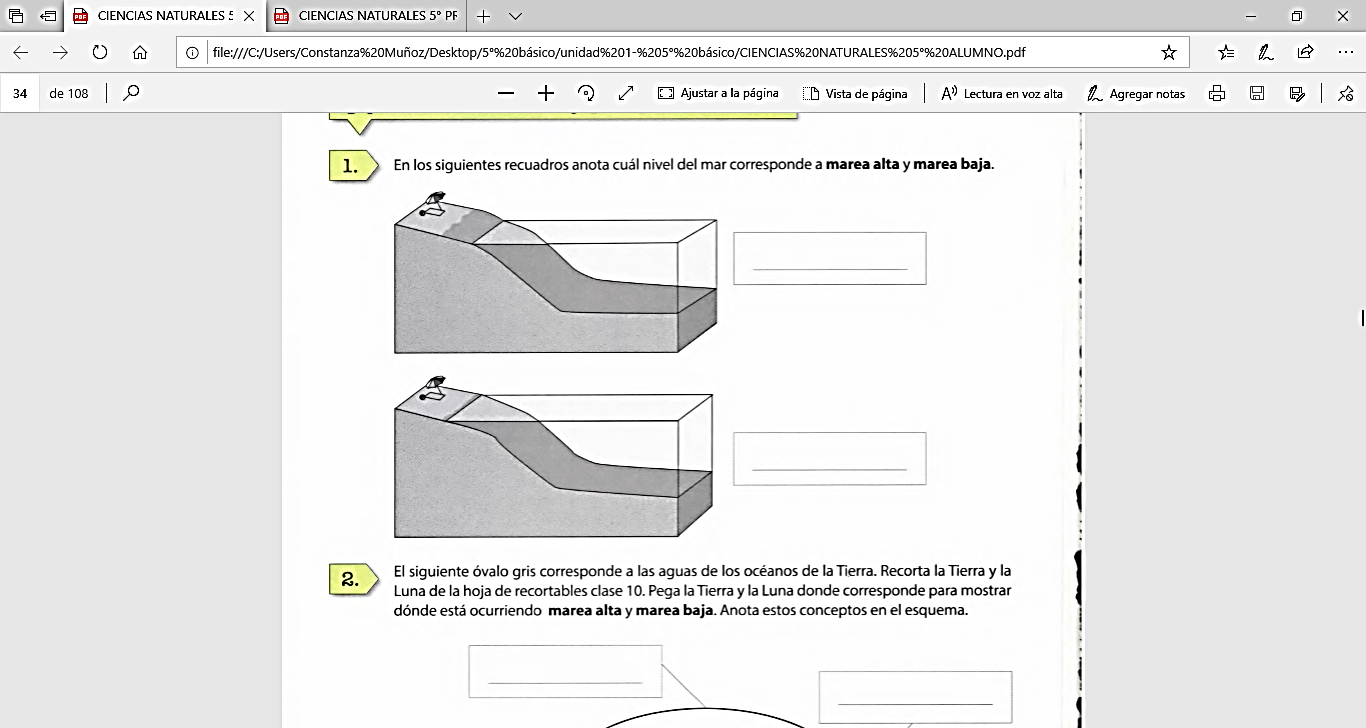 CIENCIAS NATURALES 5
CIENCIAS NATURALES 5° PF
file:///C:/Users/Constanza%20Muñoz/Desktop/5°%20básico/unidad%201-%205°%20básico/CIENCIAS%20NATURALES%205°%20ALUMNO.pdf
34 de 108
Ajustar a la página
Vista de página
Lectura en voz alta
Agregar notas
1. En los siguientes recuadros anota cuál nivel del mar corresponde a marea alta y marea baja.
2. El siguiente óvalo gris corresponde a las aguas de los océanos de la Tierra. Recorta la Tierra y la
Luna de la hoja de recortables clase 10. Pega la Tierra y la Luna donde corresponde para mostrar
dónde está ocurriendo marea alta y marea baja. Anota estos conceptos en el esquema.